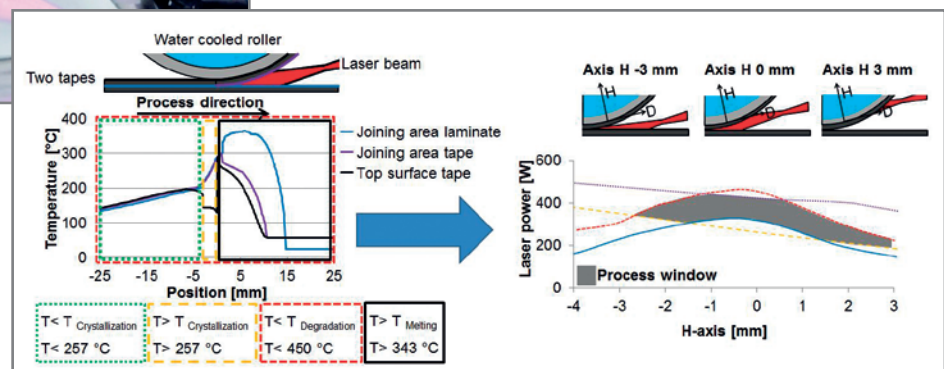 Water cooled roller
Two tapes
Laser beam
Process direction
Temperature [°C]
400
300
200
100
0
-25
-15
-5
5
15
25
Position [mm]
Joining area laminate
Joining area tape
Top surface tape
T< T Crystallization
T< 257 °C
T> T Crystallization
T> 257 °C
T< T Degradation
T< 450 °C
T> T Melting
T> 343 °C
Axis H -3 mm
Axis H 0 mm
Axis H 3 mm
H
D
H
D
H
D
Laser power [W]
600
400
200
0
Process window
-4
-3
-2
-1
0
1
2
3
H-axis [mm]